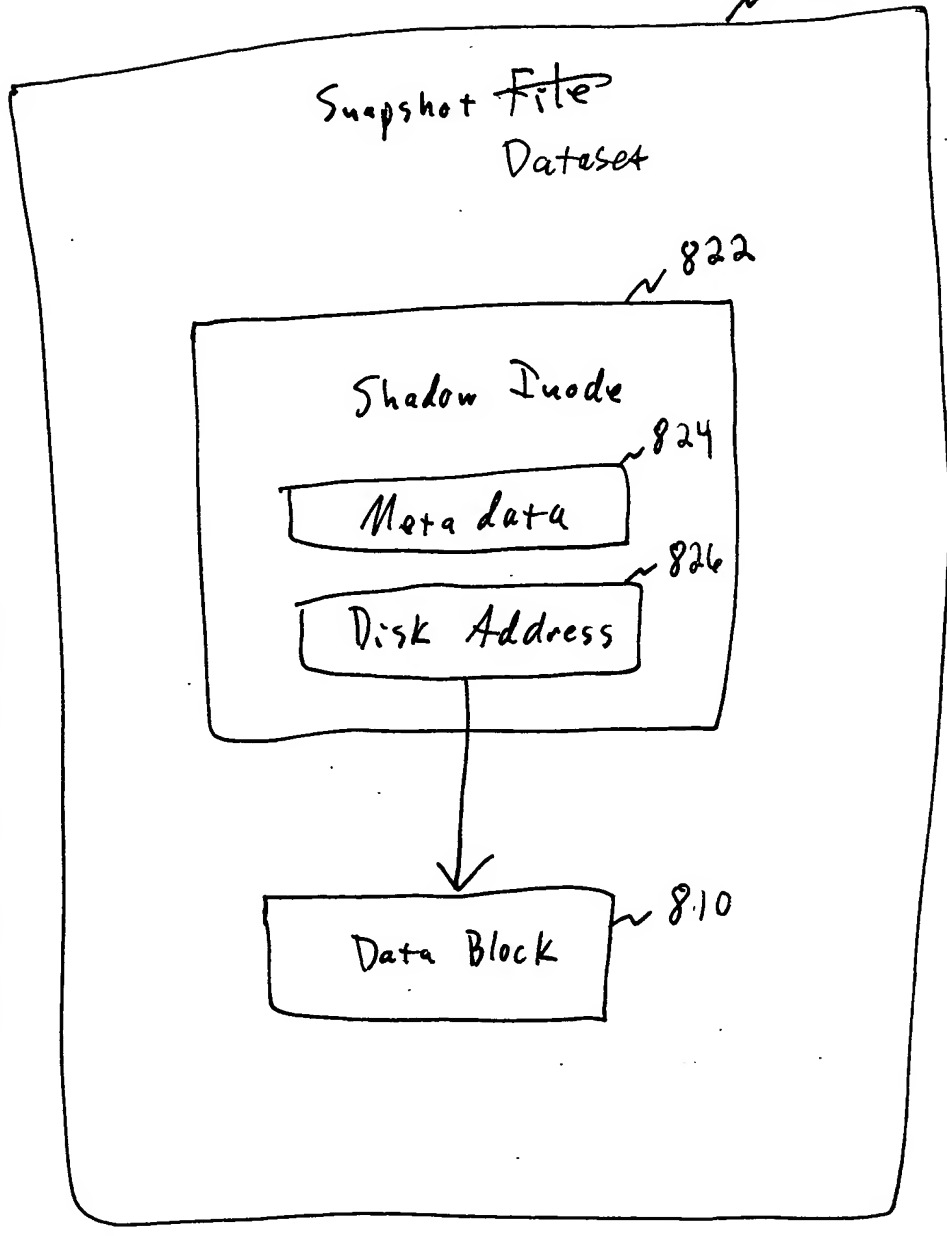 Snapshot ~~File~~
Dataset
822
Shadow Inode
824
Meta data
826
Disk Address
810
Data Block